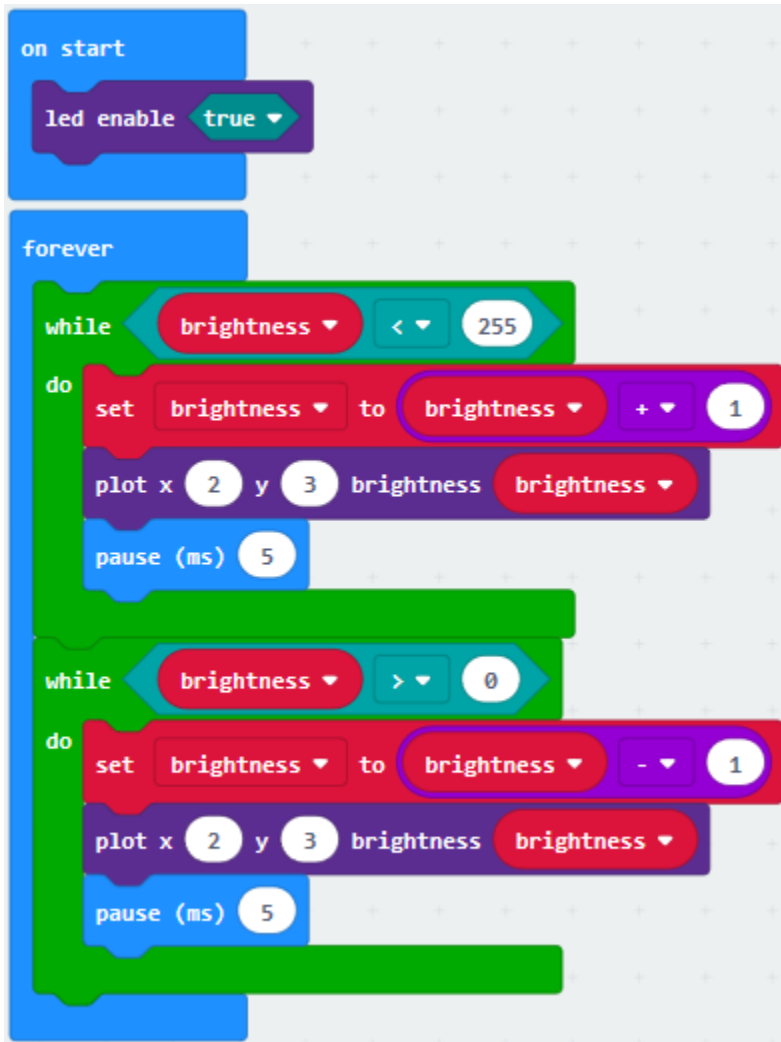 on start
led enable true
forever
while brightness < 255
do
set brightness to brightness + 1
plot x 2 y 3 brightness brightness
pause (ms) 5
while brightness > 0
do
set brightness to brightness - 1
plot x 2 y 3 brightness brightness
pause (ms) 5